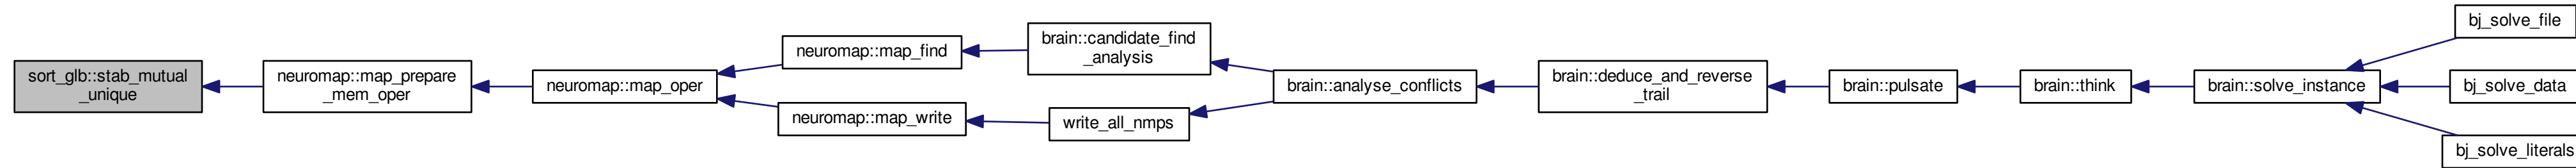 sort_glb::stab_mutual
_unique
neuromap::map_prepare
_mem_oper
neuromap::map_oper
neuromap::map_find
neuromap::map_write
brain::candidate_find
_analysis
write_all_nmps
brain::analyse_conflicts
brain::deduce_and_reverse
_trail
brain::pulsate
brain::think
brain::solve_instance
bj_solve_file
bj_solve_data
bj_solve_literals